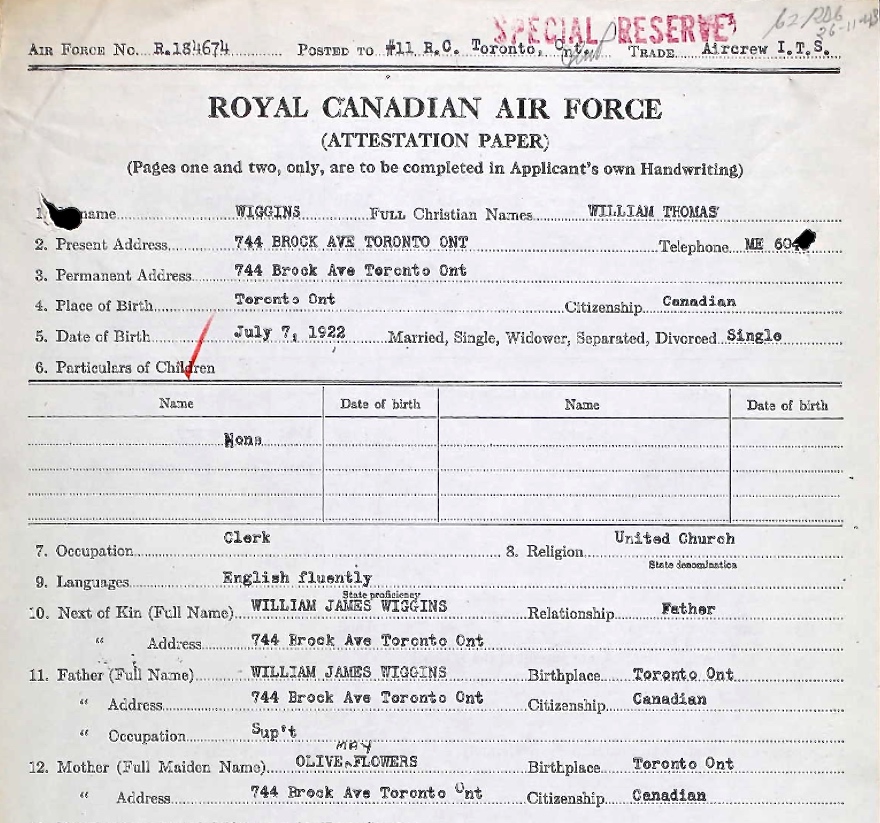 SPECIAL RESERVE
AIR FORCE NO. R.184674 POSTED TO #11 R.C. Toronto, Ont. TRADE Aircrew I.T.S.
ROYAL CANADIAN AIR FORCE
(ATTESTATION PAPER)
(Pages one and two, only, are to be completed in Applicant's own Handwriting)
1. name WIGGINS FULL Christian Names WILLIAM THOMAS
2. Present Address 744 BROCK AVE TORONTO ONT Telephone ME 60
3. Permanent Address 744 Brock Ave Toronto Ont
4. Place of Birth Toronto Ont Citizenship Canadian
5. Date of Birth July 7, 1922 Married, Single, Widower, Separated, Divorced Single
6. Particulars of Children
Name Date of birth Name Date of birth
None
7. Occupation Clerk 8. Religion United Church
State denomination
9. Languages English fluently
State proficiency
10. Next of Kin (Full Name) WILLIAM JAMES WIGGINS Relationship Father
" Address 744 Brock Ave Toronto Ont
11. Father (Full Name) WILLIAM JAMES WIGGINS Birthplace Toronto Ont
" Address 744 Brock Ave Toronto Ont Citizenship Canadian
" Occupation Sup't
12. Mother (Full Maiden Name) OLIVE MAY FLOWERS Birthplace Toronto Ont
" Address 744 Brock Ave Toronto Ont Citizenship Canadian